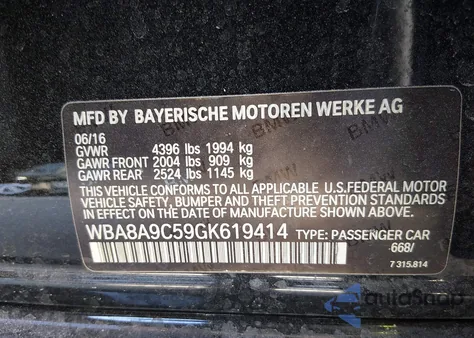 MFD BY BAYERISCHE MOTOREN WERKE AG
06/16
GVWR 4396 lbs 1994 kg
GAWR FRONT 2004 lbs 909 kg
GAWR REAR 2524 lbs 1145 kg
THIS VEHICLE CONFORMS TO ALL APPLICABLE U.S.FEDERAL MOTOR
VEHICLE SAFETY, BUMPER AND THEFT PREVENTION STANDARDS
IN EFFECT ON THE DATE OF MANUFACTURE SHOWN ABOVE
WBA8A9C59GK619414 TYPE: PASSENGER CAR
668/
7 315.814
autoSnap